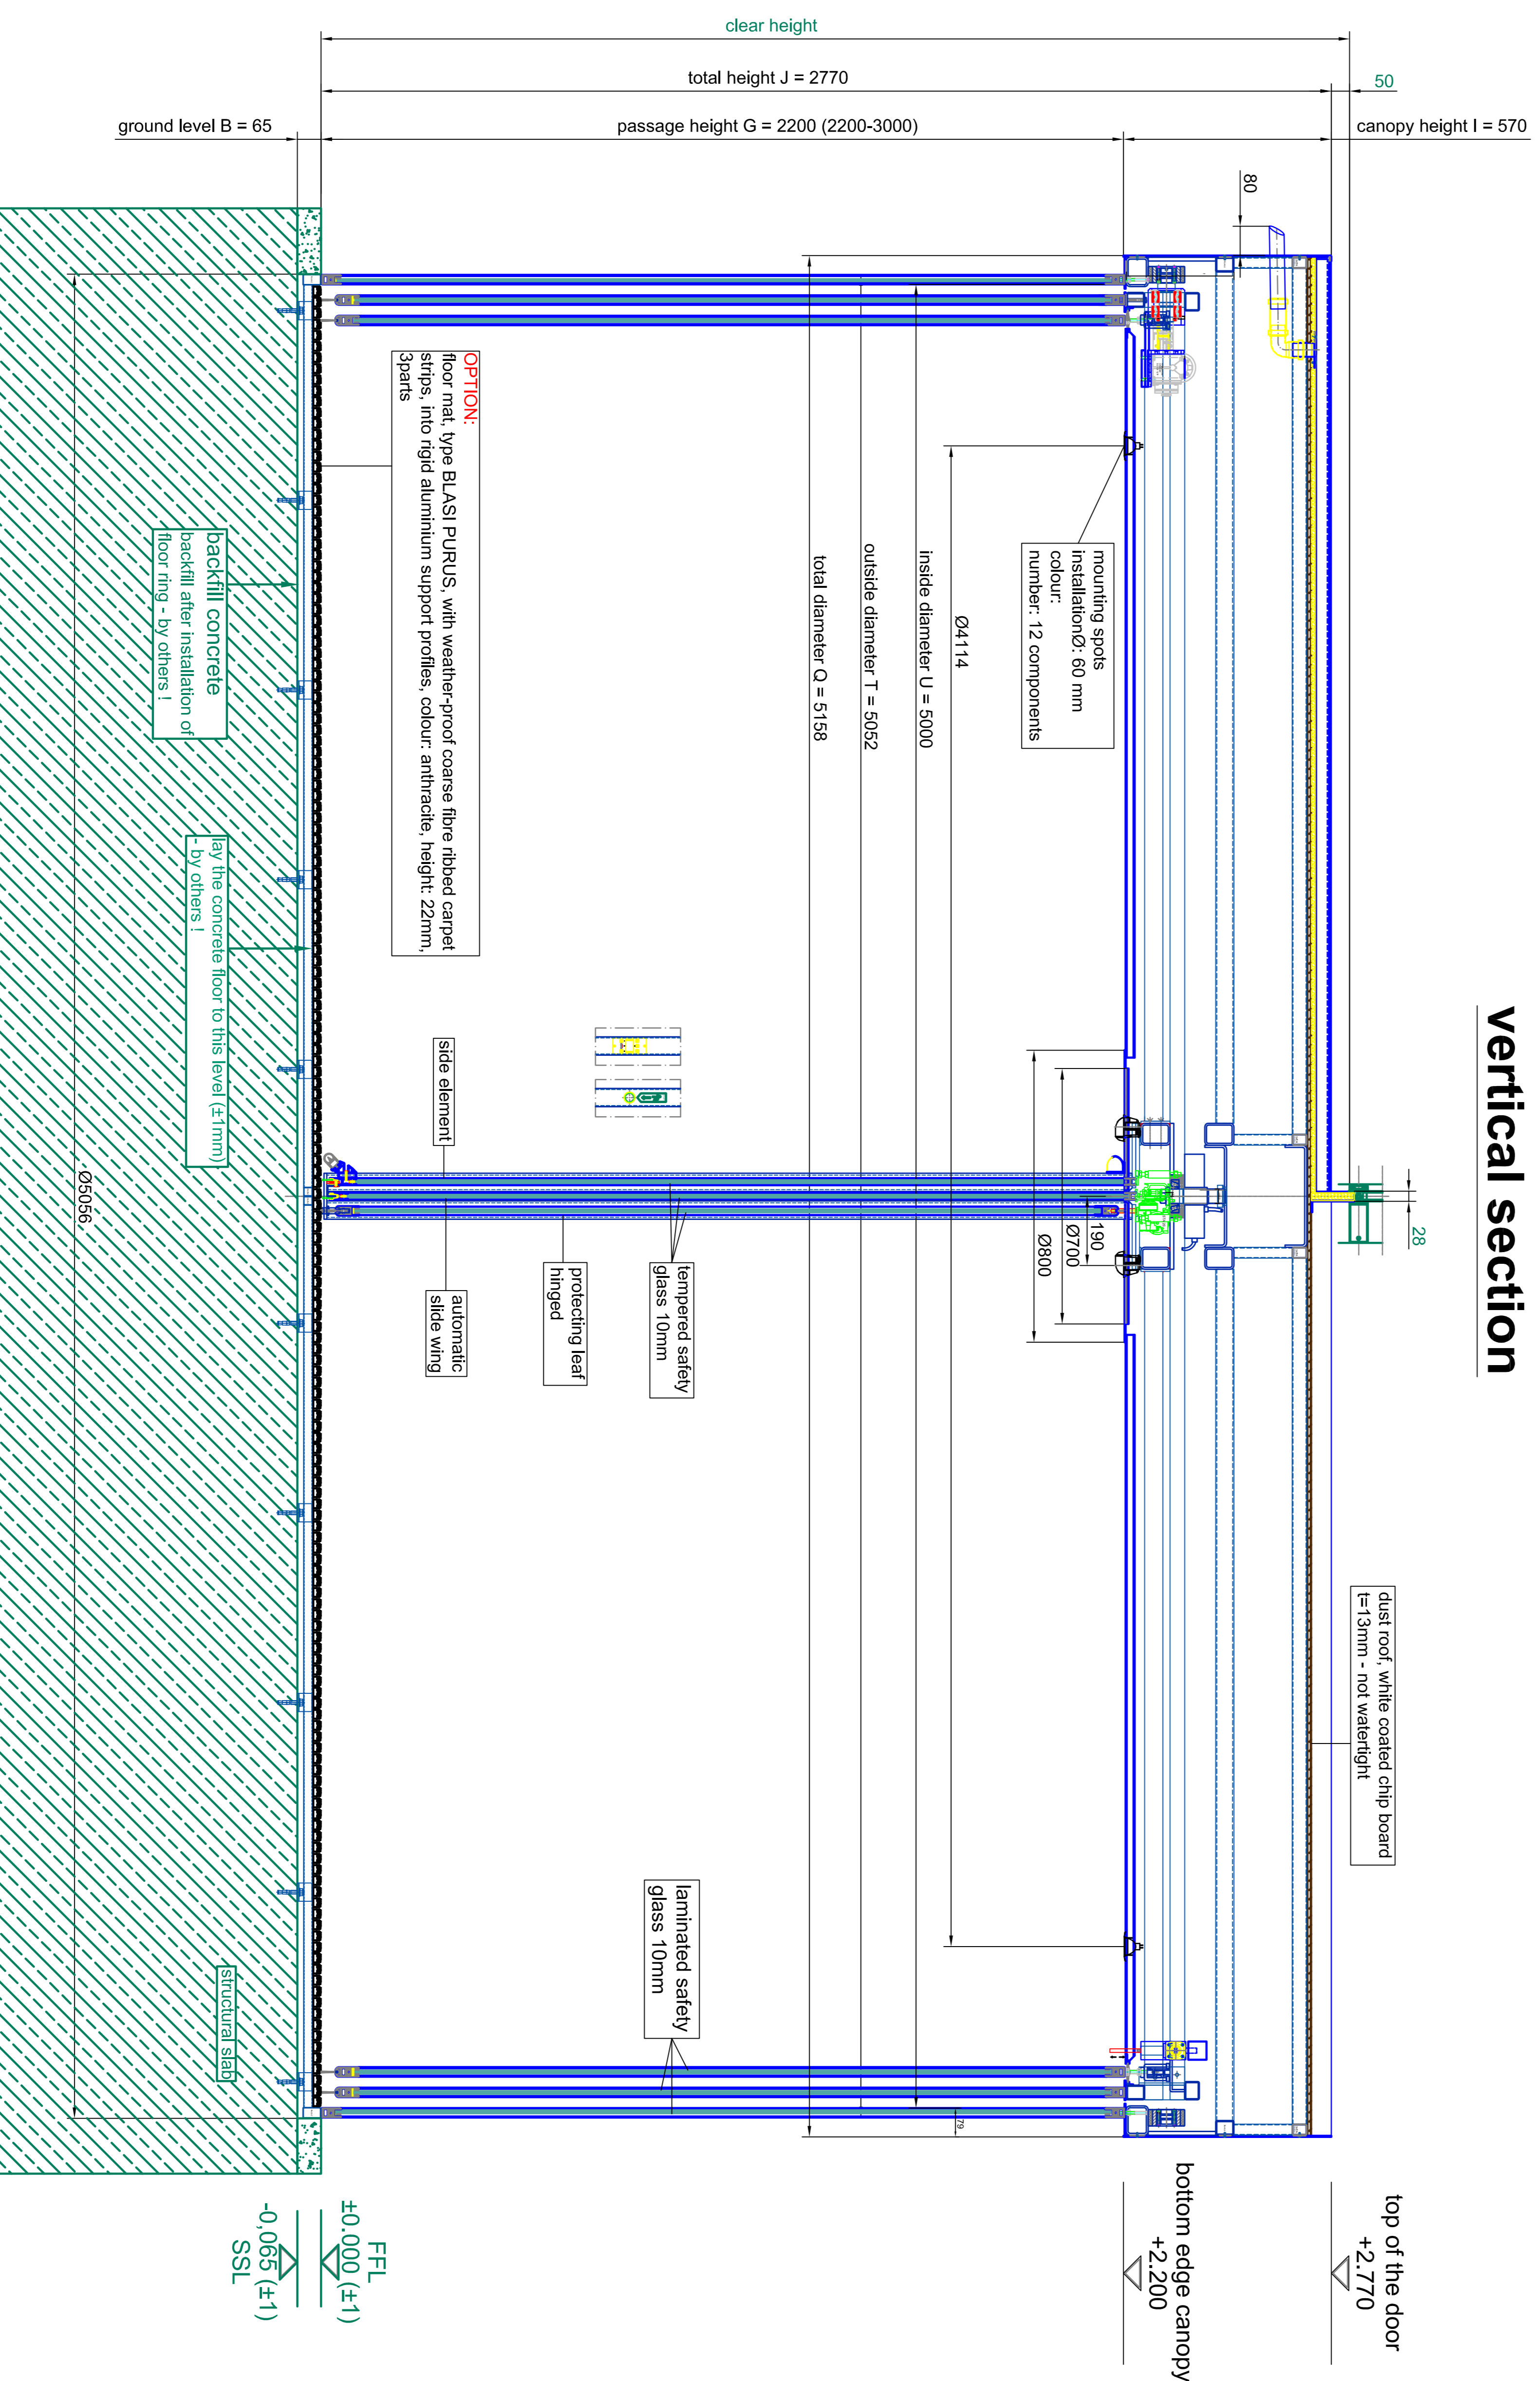 vertical section
clear height
total height J = 2770
50
ground level B = 65
passage height G = 2200 (2200-3000)
canopy height I = 570
80
28
top of the door
+2.770
bottom edge canopy
+2.200
FFL
±0.000 (±1)
-0,065 (±1)
SSL
dust roof, white coated chip board
t=13mm - not watertight
190
Ø700
Ø800
mounting spots
installationØ: 60 mm
colour:
number: 12 components
Ø4114
inside diameter U = 5000
outside diameter T = 5052
total diameter Q = 5158
79
laminated safety
glass 10mm
tempered safety
glass 10mm
protecting leaf
hinged
automatic
slide wing
side element
OPTION:
floor mat, type BLASI PURUS, with weather-proof coarse fibre ribbed carpet
strips, into rigid aluminium support profiles, colour: anthracite, height: 22mm,
3parts
backfill concrete
backfill after installation of
floor ring - by others !
lay the concrete floor to this level (±1mm)
- by others !
structural slab
Ø5056